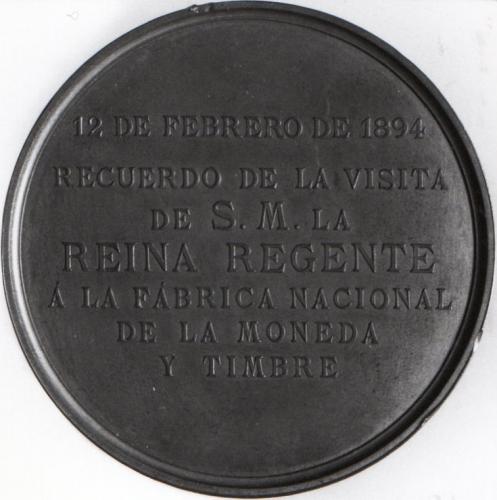 12 DE FEBRERO DE 1894
RECUERDO DE LA VISITA
DE S. M. LA
REINA REGENTE
Á LA FÁBRICA NACIONAL
DE LA MONEDA
Y TIMBRE